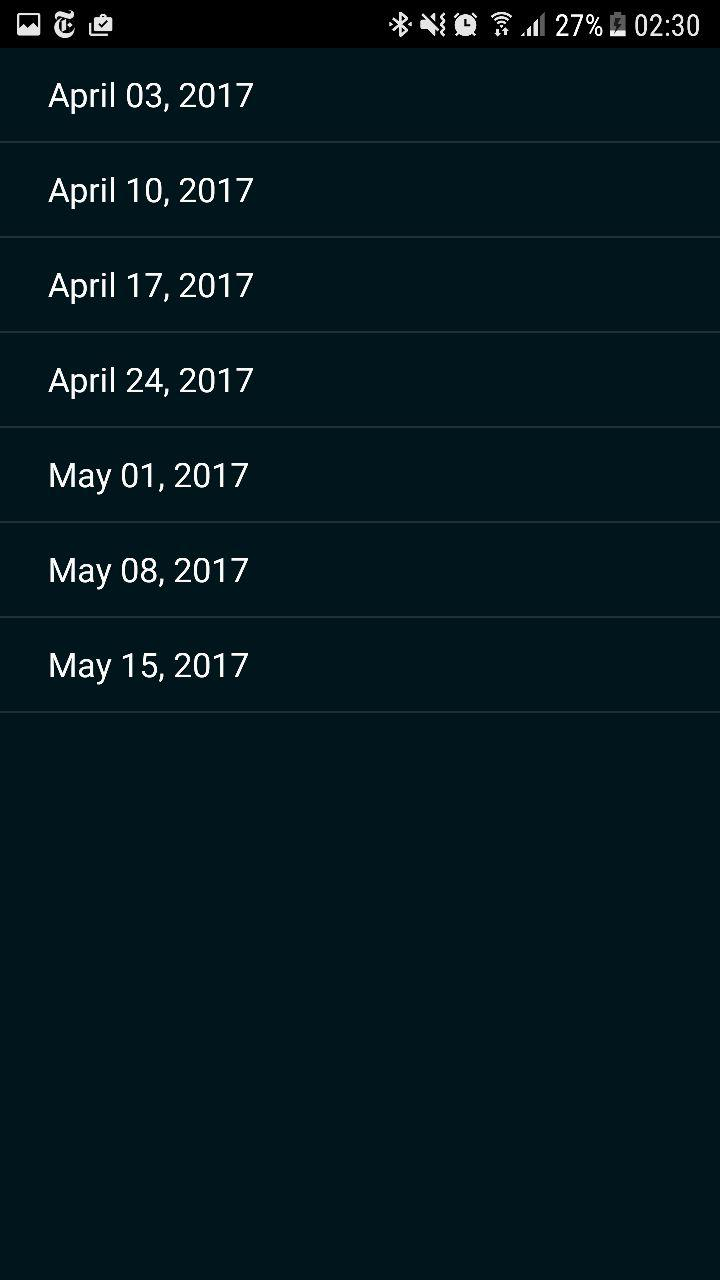 27% 02:30
April 03, 2017
April 10, 2017
April 17, 2017
April 24, 2017
May 01, 2017
May 08, 2017
May 15, 2017